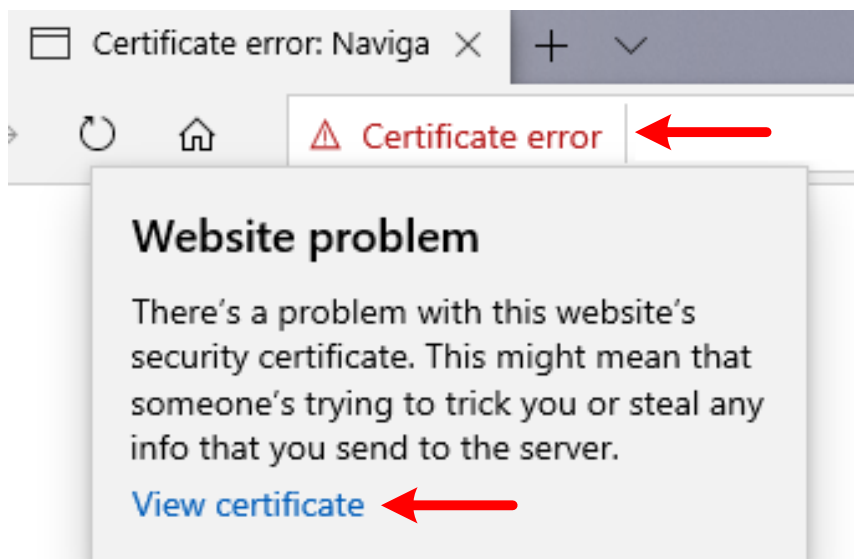 Certificate error: Naviga
Certificate error
Website problem
There's a problem with this website's
security certificate. This might mean that
someone's trying to trick you or steal any
info that you send to the server.
View certificate